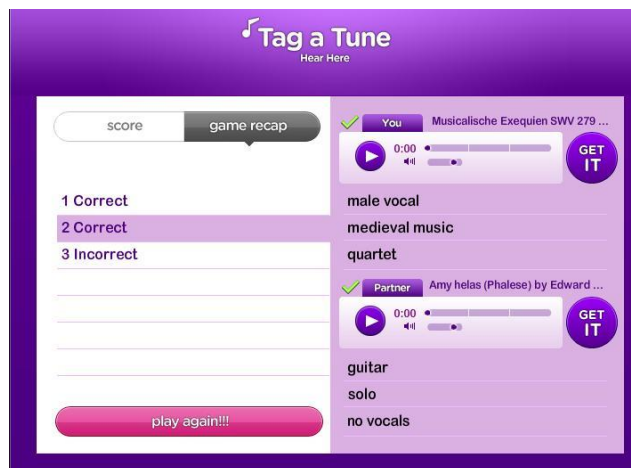 Tag a Tune
Hear Here
score
game recap
1 Correct
2 Correct
3 Incorrect
play again!!!
You
Musicalische Exequien SWV 279 ...
0:00
GET
IT
male vocal
medieval music
quartet
Partner
Amy helas (Phalese) by Edward ...
0:00
GET
IT
guitar
solo
no vocals